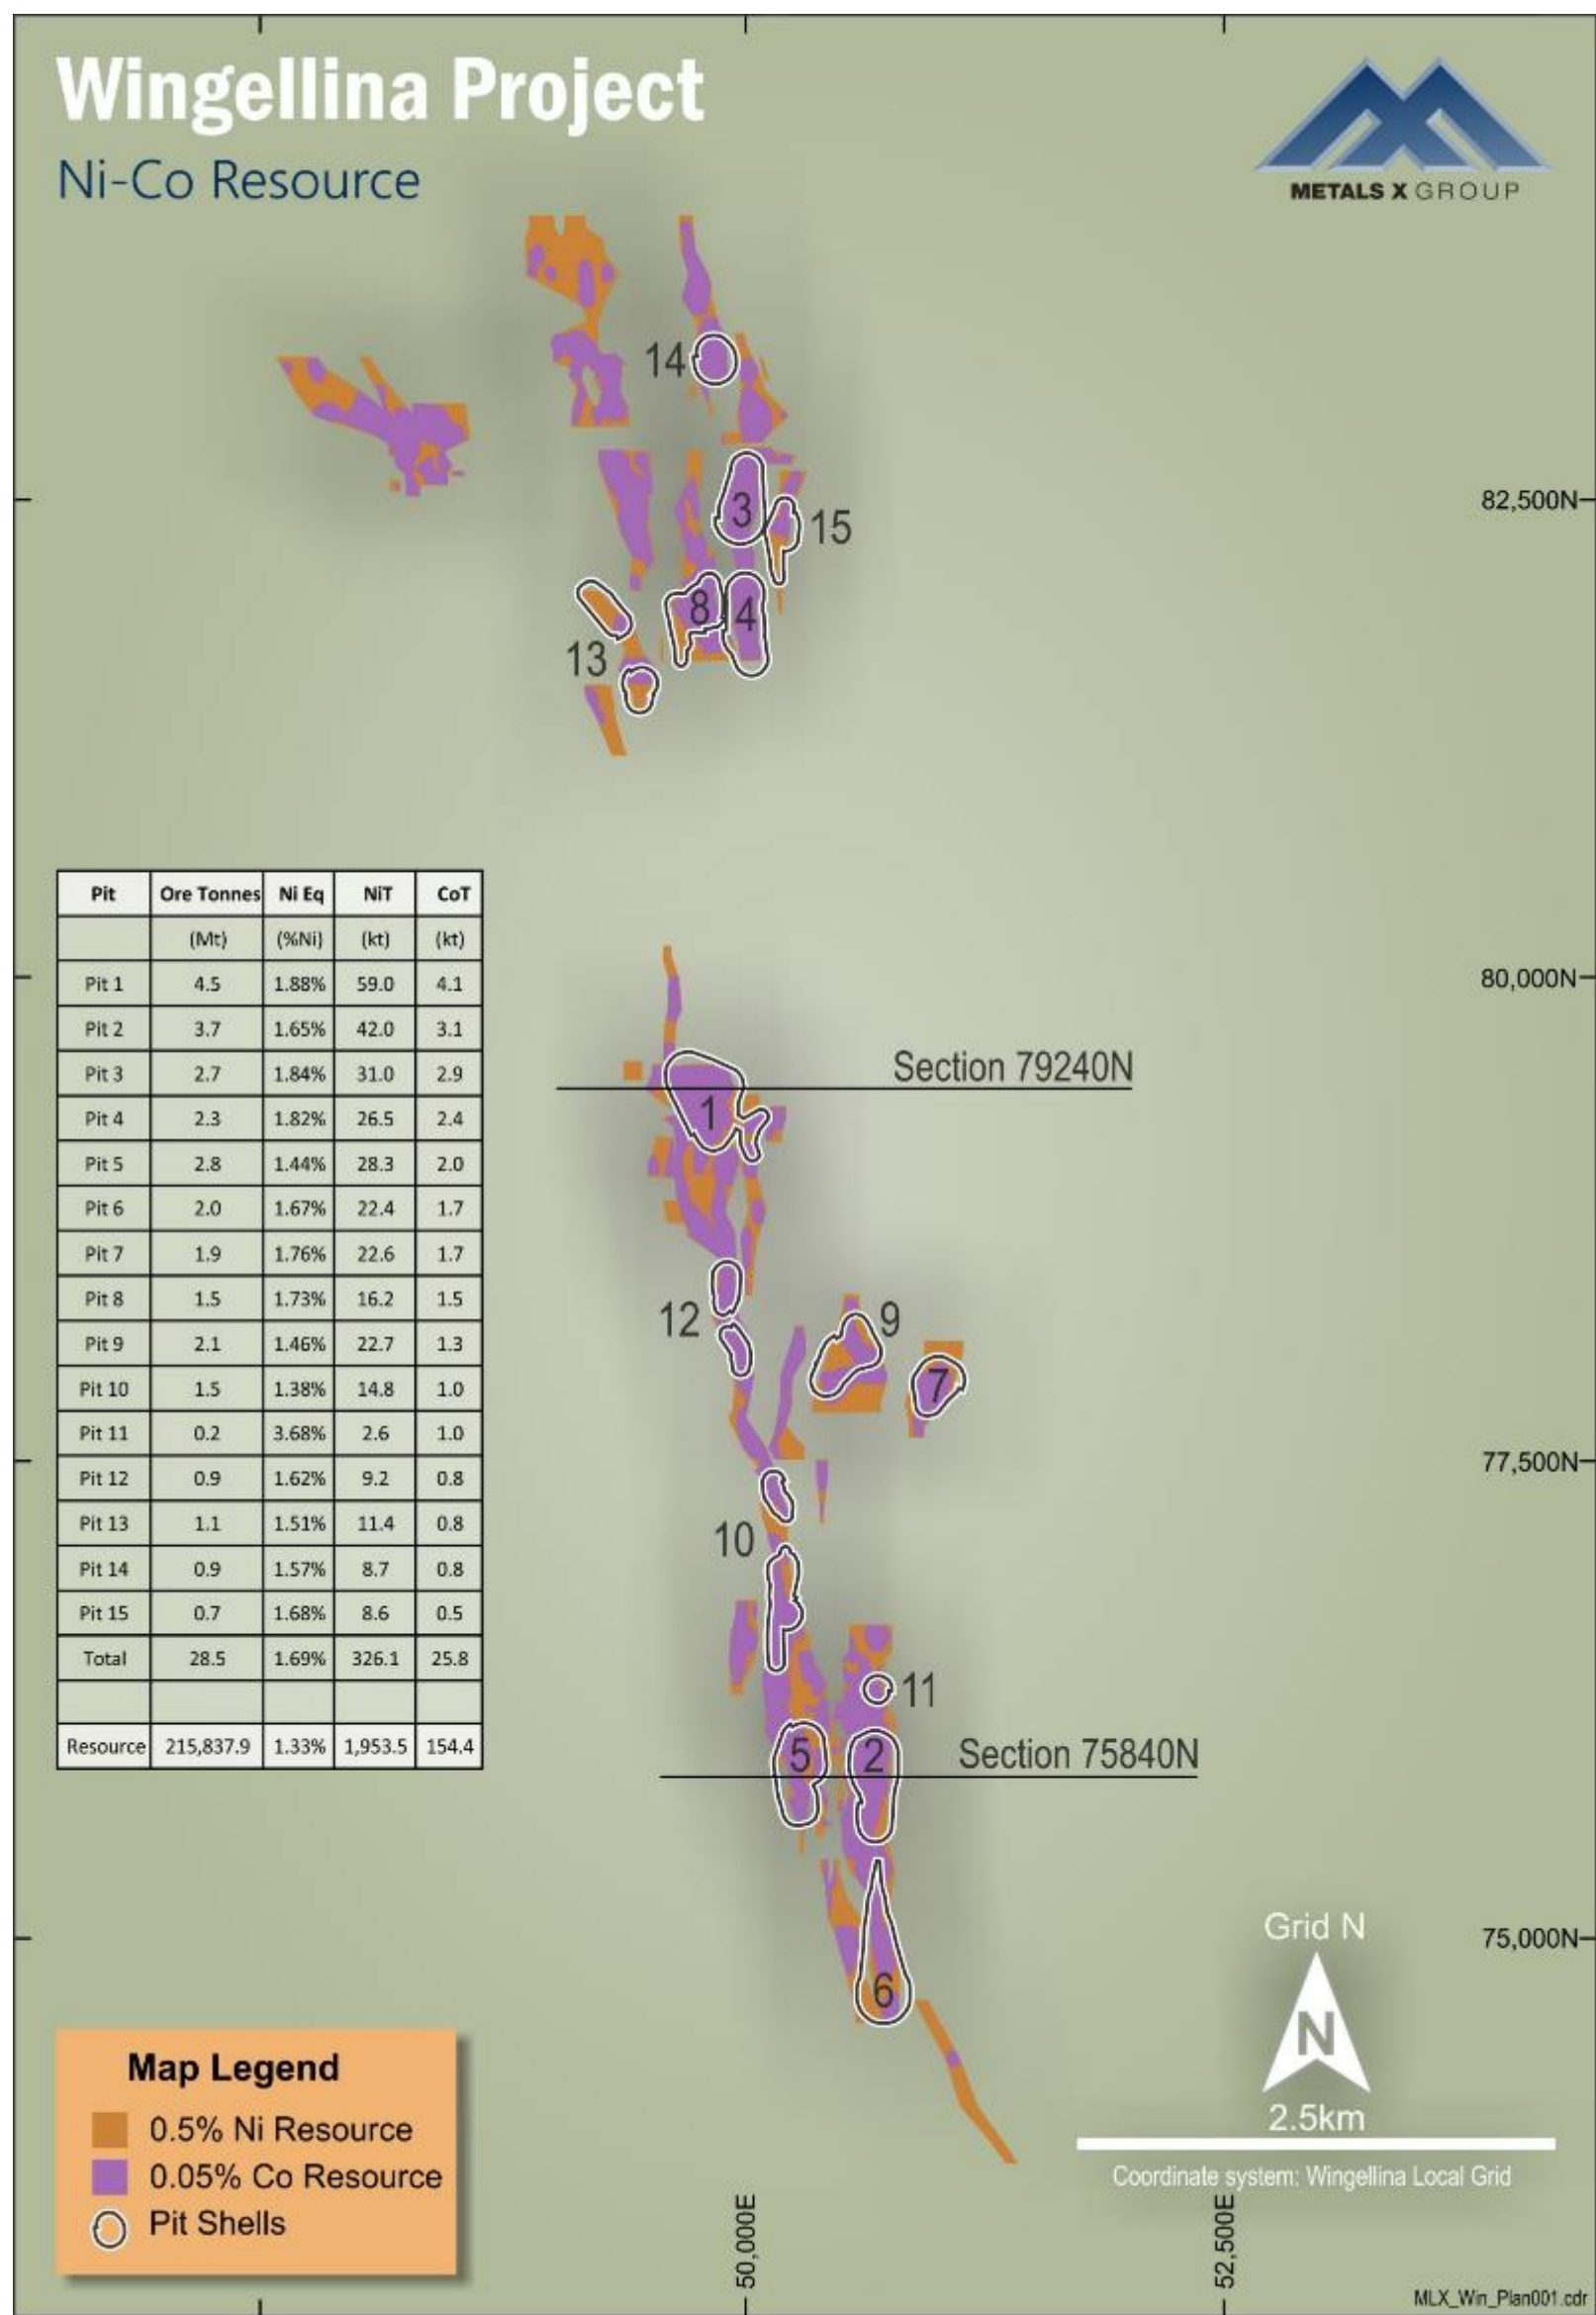 Wingellina Project
Ni-Co Resource
METALS X GROUP
14
3
15
82,500N
8
4
13
Pit Ore Tonnes Ni Eq NiT CoT
(Mt) (%Ni) (kt) (kt)
Pit 1 4.5 1.88% 59.0 4.1
Pit 2 3.7 1.65% 42.0 3.1
Pit 3 2.7 1.84% 31.0 2.9
Pit 4 2.3 1.82% 26.5 2.4
Pit 5 2.8 1.44% 28.3 2.0
Pit 6 2.0 1.67% 22.4 1.7
Pit 7 1.9 1.76% 22.6 1.7
Pit 8 1.5 1.73% 16.2 1.5
Pit 9 2.1 1.46% 22.7 1.3
Pit 10 1.5 1.38% 14.8 1.0
Pit 11 0.2 3.68% 2.6 1.0
Pit 12 0.9 1.62% 9.2 0.8
Pit 13 1.1 1.51% 11.4 0.8
Pit 14 0.9 1.57% 8.7 0.8
Pit 15 0.7 1.68% 8.6 0.5
Total 28.5 1.69% 326.1 25.8
Resource 215,837.9 1.33% 1,953.5 154.4
80,000N
Section 79240N
1
12
9
7
77,500N
10
11
5
2
Section 75840N
75,000N
6
Grid N
N
2.5km
Coordinate system: Wingellina Local Grid
Map Legend
0.5% Ni Resource
0.05% Co Resource
Pit Shells
50,000E
52,500E
MLX_Win_Plan001.cdr